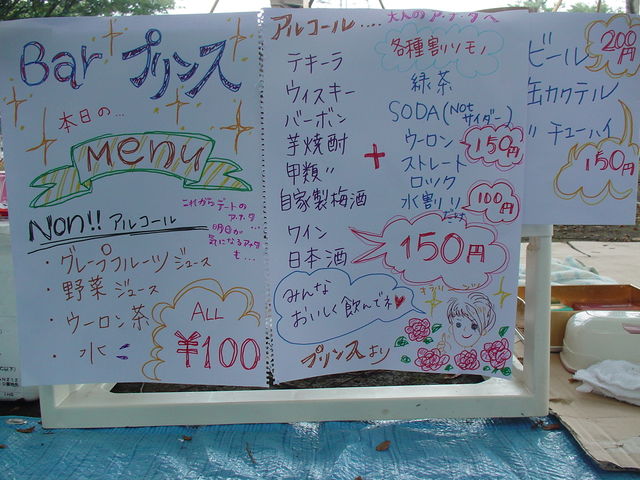 Bar プリンス
本日の...
Menu
Non!! アルコール
これからデートの
アナタ...
明日が
気になるアナタ
も...
・グレープフルーツジュース
・野菜ジュース
・ウーロン茶
・水
ALL
¥100
アルコール....
大人のアナタへ
テキーラ
ウィスキー
バーボン
芋焼酎
甲類〃
自家製梅酒
ワイン
日本酒
+
各種割りモノ
緑茶
SODA(Not
サイダー)
ウーロン
ストレート
ロック
水割り
150円
100円
150円
みんな
おいしく飲んでネ♥
プリンスより
ビール
200円
缶カクテル
〃 チューハイ
150円